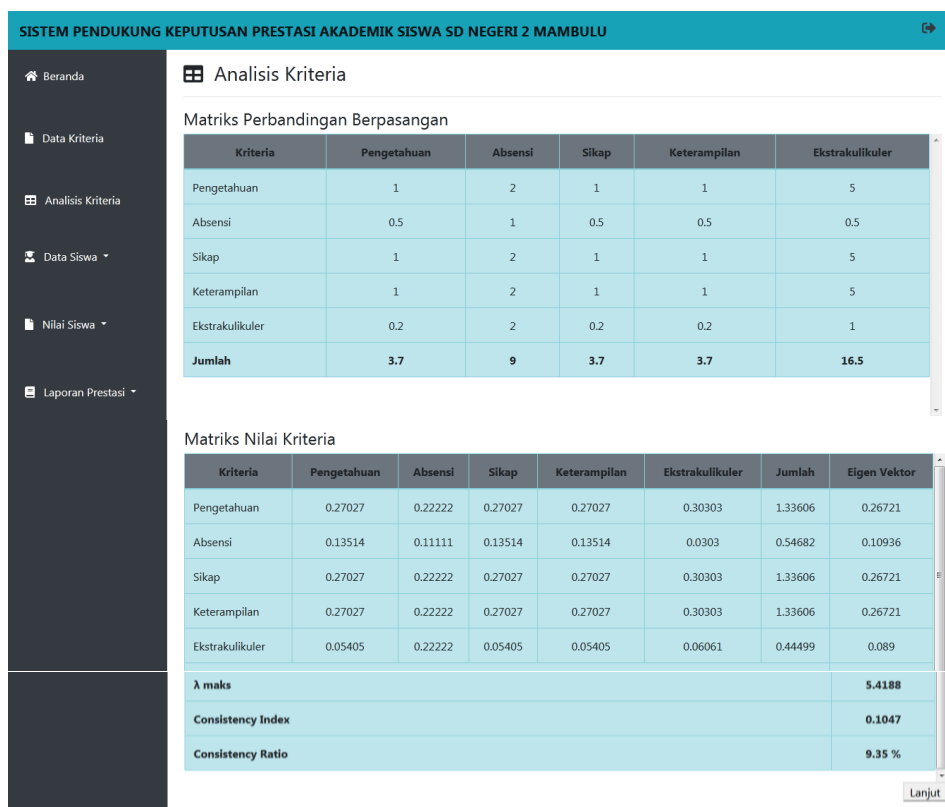 SISTEM PENDUKUNG KEPUTUSAN PRESTASI AKADEMIK SISWA SD NEGERI 2 MAMBULU
Beranda
Data Kriteria
Analisis Kriteria
Data Siswa
Nilai Siswa
Laporan Prestasi
Analisis Kriteria
Matriks Perbandingan Berpasangan
Kriteria Pengetahuan Absensi Sikap Keterampilan Ekstrakulikuler
Pengetahuan 1 2 1 1 5
Absensi 0.5 1 0.5 0.5 0.5
Sikap 1 2 1 1 5
Keterampilan 1 2 1 1 5
Ekstrakulikuler 0.2 2 0.2 0.2 1
Jumlah 3.7 9 3.7 3.7 16.5
Matriks Nilai Kriteria
Kriteria Pengetahuan Absensi Sikap Keterampilan Ekstrakulikuler Jumlah Eigen Vektor
Pengetahuan 0.27027 0.22222 0.27027 0.27027 0.30303 1.33606 0.26721
Absensi 0.13514 0.11111 0.13514 0.13514 0.0303 0.54682 0.10936
Sikap 0.27027 0.22222 0.27027 0.27027 0.30303 1.33606 0.26721
Keterampilan 0.27027 0.22222 0.27027 0.27027 0.30303 1.33606 0.26721
Ekstrakulikuler 0.05405 0.22222 0.05405 0.05405 0.06061 0.44499 0.089
λ maks 5.4188
Consistency Index 0.1047
Consistency Ratio 9.35 %
Lanjut